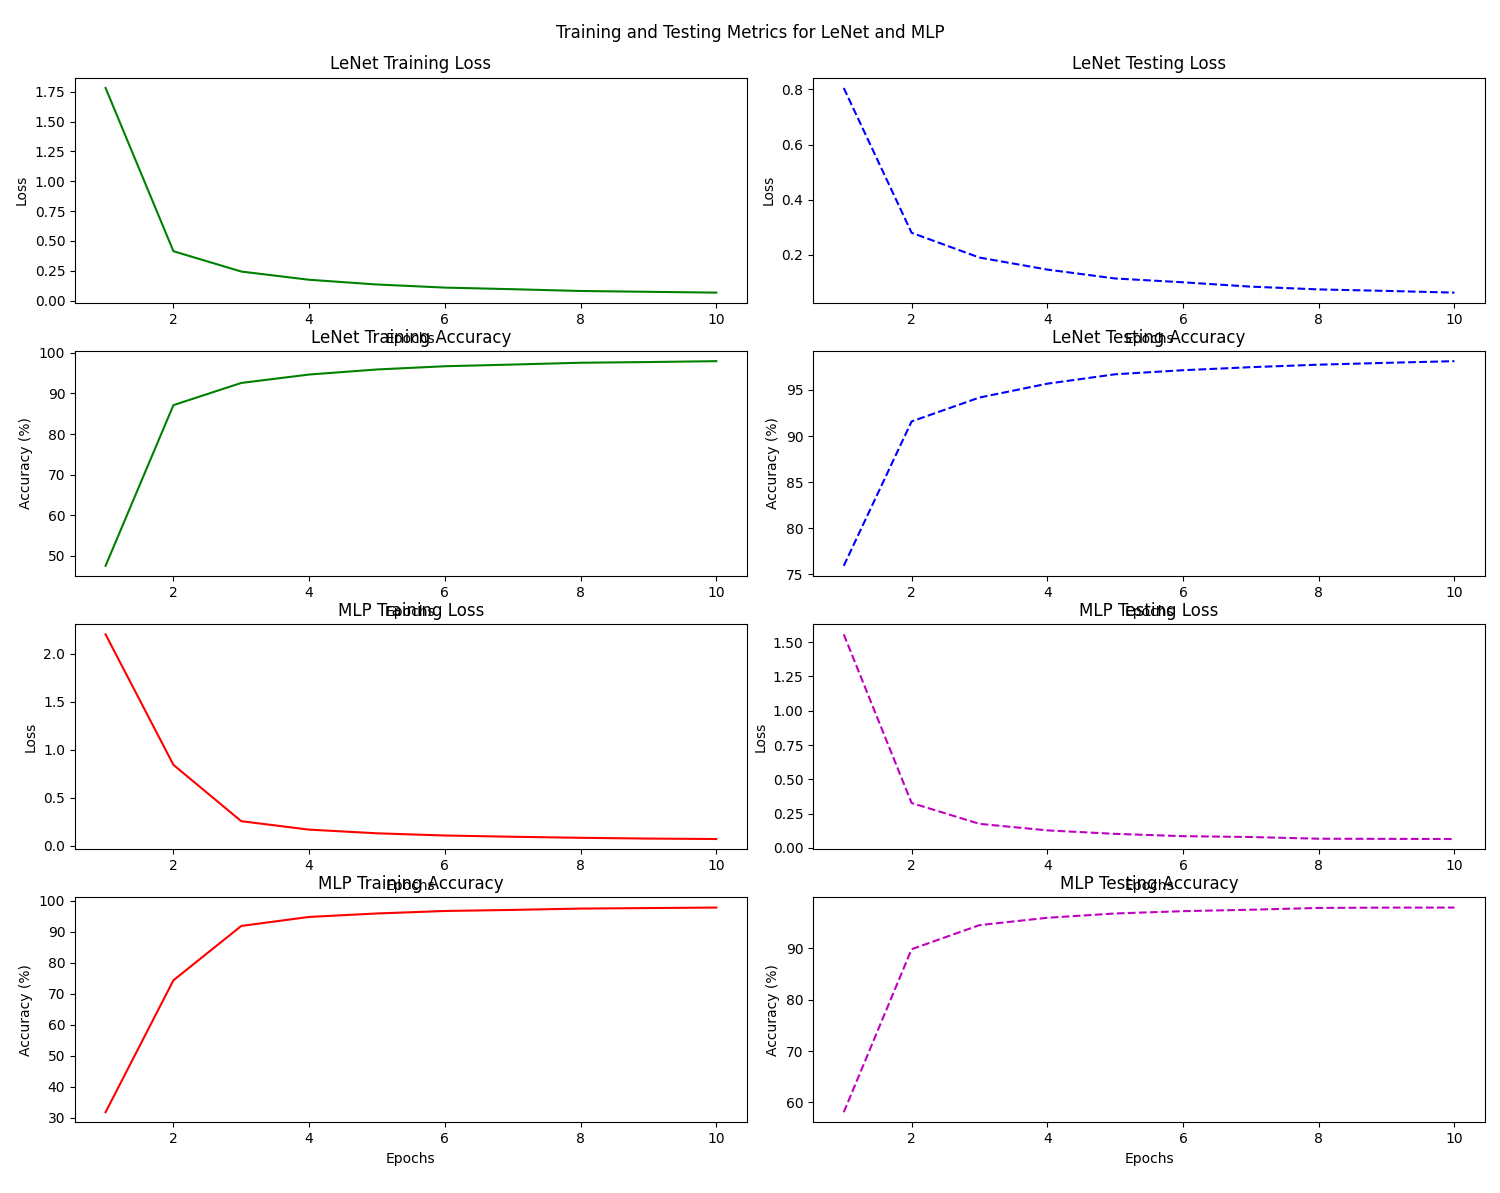 Training and Testing Metrics for LeNet and MLP
LeNet Training Loss
1.75
1.50
1.25
1.00
0.75
0.50
0.25
0.00
Loss
2 4 6 8 10
Epochs
LeNet Testing Loss
0.8
0.6
0.4
0.2
Loss
2 4 6 8 10
Epochs
LeNet Training Accuracy
100
90
80
70
60
50
Accuracy (%)
2 4 6 8 10
Epochs
LeNet Testing Accuracy
95
90
85
80
75
Accuracy (%)
2 4 6 8 10
Epochs
MLP Training Loss
2.0
1.5
1.0
0.5
0.0
Loss
2 4 6 8 10
Epochs
MLP Testing Loss
1.50
1.25
1.00
0.75
0.50
0.25
0.00
Loss
2 4 6 8 10
Epochs
MLP Training Accuracy
100
90
80
70
60
50
40
30
Accuracy (%)
2 4 6 8 10
Epochs
MLP Testing Accuracy
90
80
70
60
Accuracy (%)
2 4 6 8 10
Epochs